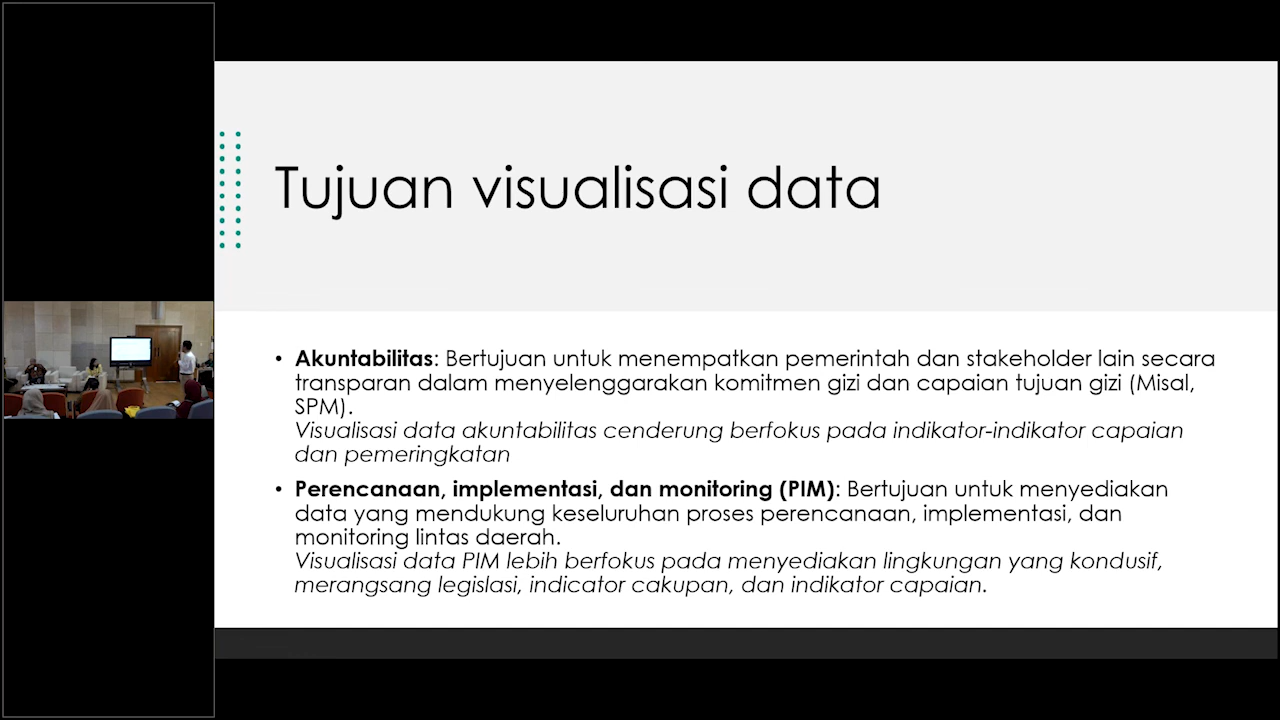 Tujuan visualisasi data
• Akuntabilitas: Bertujuan untuk menempatkan pemerintah dan stakeholder lain secara
transparan dalam menyelenggarakan komitmen gizi dan capaian tujuan gizi (Misal,
SPM).
Visualisasi data akuntabilitas cenderung berfokus pada indikator-indikator capaian
dan pemeringkatan
• Perencanaan, implementasi, dan monitoring (PIM): Bertujuan untuk menyediakan
data yang mendukung keseluruhan proses perencanaan, implementasi, dan
monitoring lintas daerah.
Visualisasi data PIM lebih berfokus pada menyediakan lingkungan yang kondusif,
merangsang legislasi, indicator cakupan, dan indikator capaian.